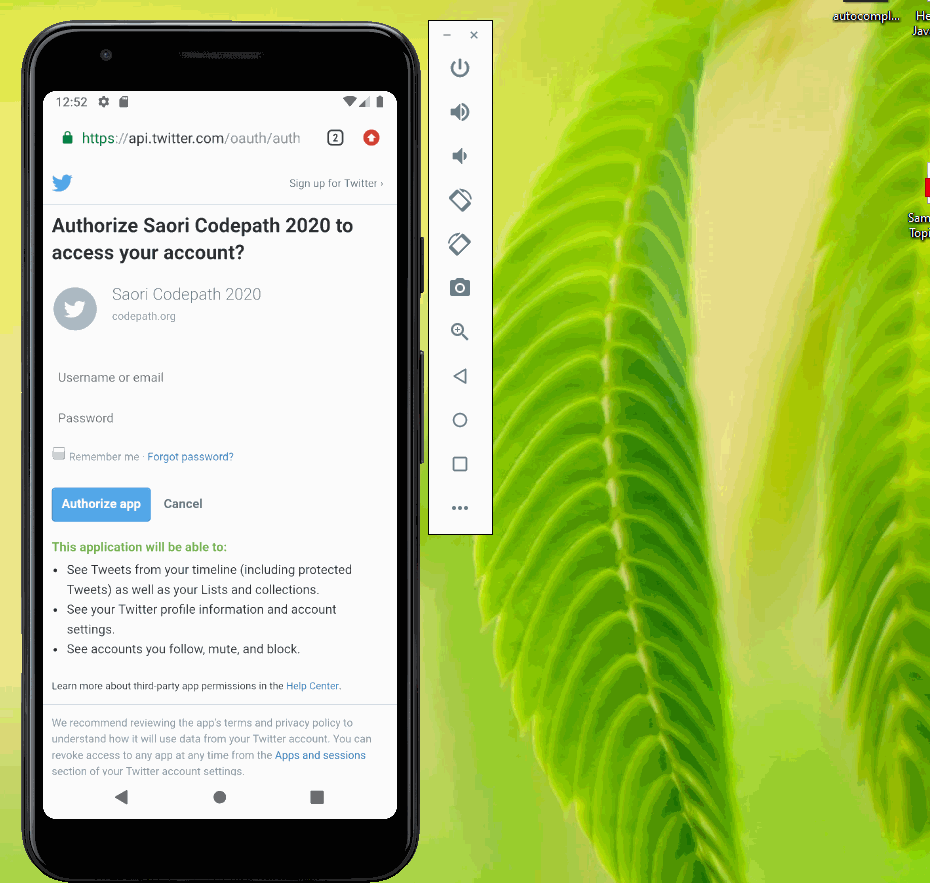 autocompl...
He
Jav
12:52
https://api.twitter.com/oauth/auth
2
Sign up for Twitter ›
Authorize Saori Codepath 2020 to
access your account?
Saori Codepath 2020
codepath.org
Username or email
Password
Remember me · Forgot password?
Authorize app
Cancel
This application will be able to:
• See Tweets from your timeline (including protected
Tweets) as well as your Lists and collections.
• See your Twitter profile information and account
settings.
• See accounts you follow, mute, and block.
Learn more about third-party app permissions in the Help Center.
We recommend reviewing the app's terms and privacy policy to
understand how it will use data from your Twitter account. You can
revoke access to any app at any time from the Apps and sessions
section of your Twitter account settings.
Sam
Topi